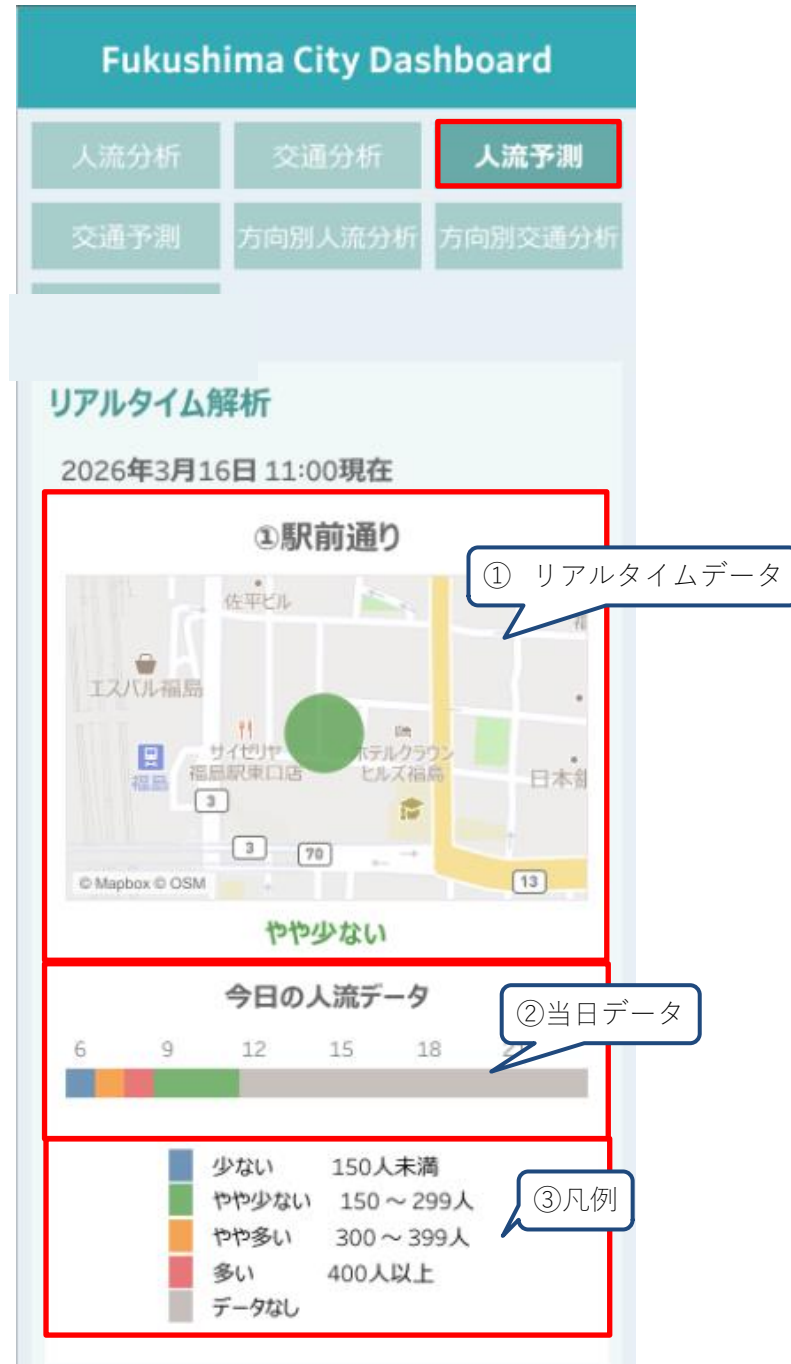 Fukushima City Dashboard
人流分析
交通分析
人流予測
交通予測
方向別人流分析
方向別交通分析
リアルタイム解析
2026年3月16日 11:00現在
①駅前通り
① リアルタイムデータ
佐平ビル
エスパル福島
サイゼリヤ
福島駅東口店
ホテルクラウン
ヒルズ福島
福島
日本銀
3
3
70
13
© Mapbox © OSM
やや少ない
今日の人流データ
②当日データ
6 9 12 15 18
少ない 150人未満
やや少ない 150～299人
やや多い 300～399人
多い 400人以上
データなし
③凡例